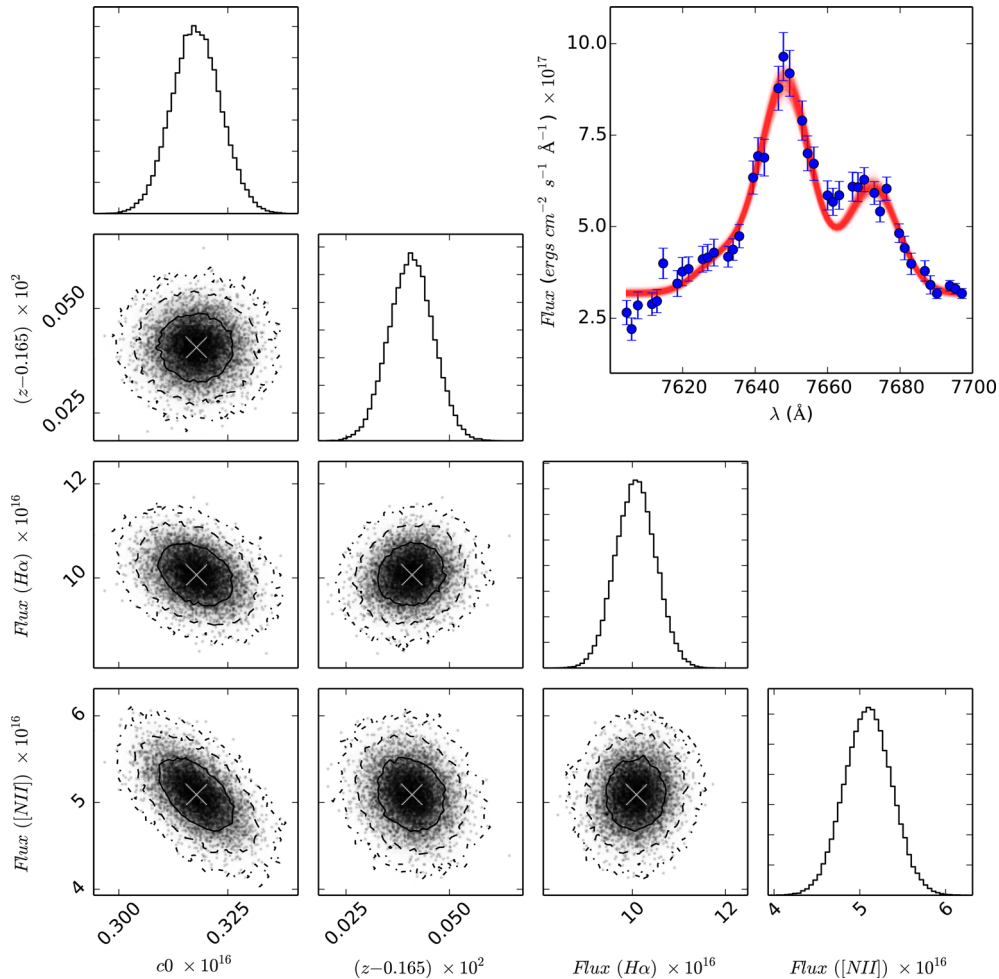 10.0
7.5
5.0
2.5
Flux (ergs cm⁻² s⁻¹ Å⁻¹) ×10¹⁷
7620 7640 7660 7680 7700
λ (Å)
0.050
0.025
(z−0.165) ×10²
12
10
Flux (Hα) ×10¹⁶
6
5
4
Flux ([NII]) ×10¹⁶
0.300 0.325 0.025 0.050 10 12 4 5 6
c0 ×10¹⁶ (z−0.165) ×10² Flux (Hα) ×10¹⁶ Flux ([NII]) ×10¹⁶